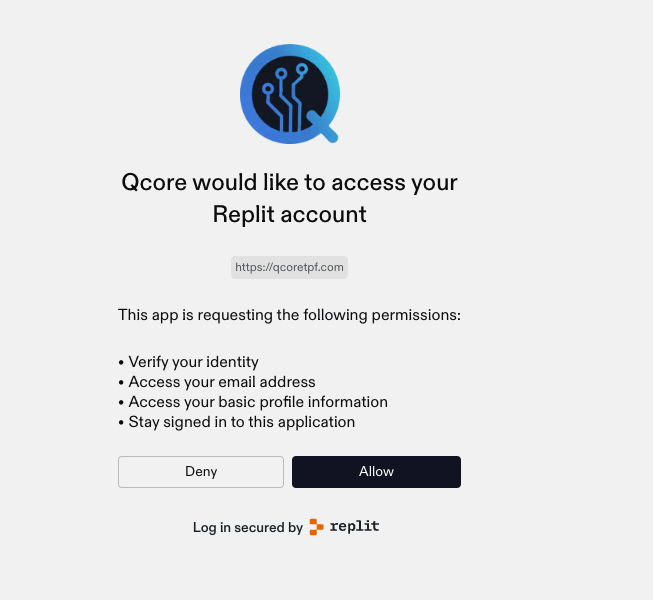 Qcore would like to access your
Replit account
https://qcoretpf.com
This app is requesting the following permissions:
• Verify your identity
• Access your email address
• Access your basic profile information
• Stay signed in to this application
Deny Allow
Log in secured by replit